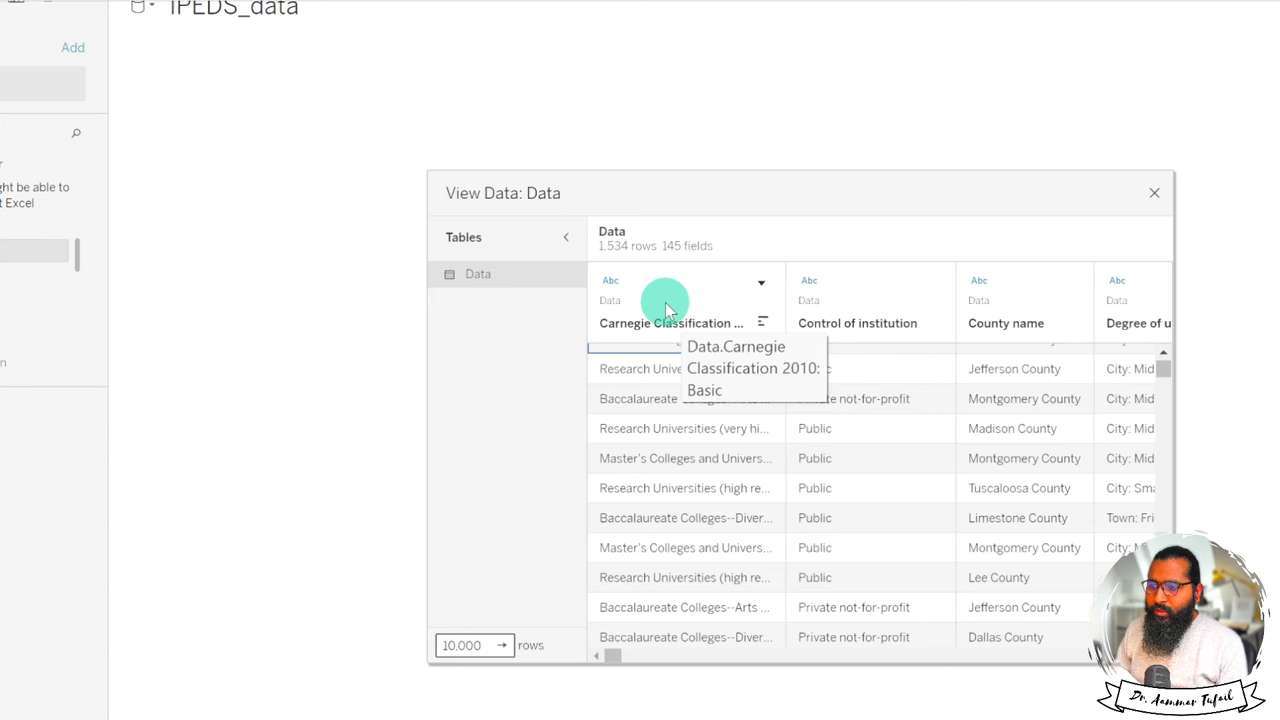 IPEDS_data
Add
r
ght be able to
t Excel
n
View Data: Data
Tables
Data
Data
1.534 rows 145 fields
Abc
Data
Carnegie Classification ...
Abc
Data
Control of institution
Abc
Data
County name
Abc
Data
Degree of u
Data.Carnegie
Classification 2010:
Basic
Research Unive
Jefferson County
City: Mid
Baccalaureate
Private not-for-profit
Montgomery County
City: Mid
Research Universities (very hi...
Public
Madison County
City: Mid
Master's Colleges and Univers...
Public
Montgomery County
City: Mid
Research Universities (high re...
Public
Tuscaloosa County
City: Sma
Baccalaureate Colleges--Diver...
Public
Limestone County
Town: Fri
Master's Colleges and Univers...
Public
Montgomery County
City:
Research Universities (high re...
Public
Lee County
Baccalaureate Colleges--Arts ...
Private not-for-profit
Jefferson County
Baccalaureate Colleges--Diver...
Private not-for-profit
Dallas County
10,000 → rows
Dr. Aammar Tufail